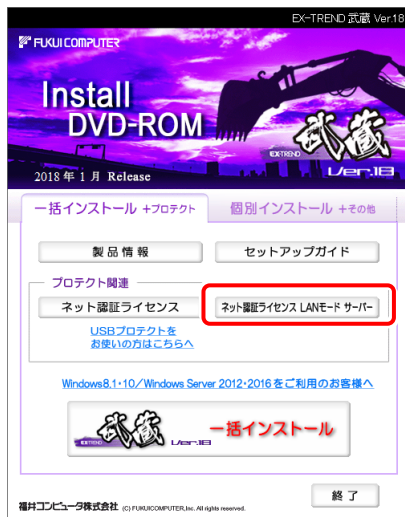 EX-TREND 武蔵 Ver.18
FUKUI COMPUTER
Install
DVD-ROM
EX-TREND 武蔵
Ver.18
2018 年 1 月 Release
一括インストール +プロテクト
個別インストール +その他
製品情報
セットアップガイド
プロテクト関連
ネット認証ライセンス
ネット認証ライセンス LANモード サーバー
USBプロテクトを
お使いの方はこちらへ
Windows8.1・10／Windows Server 2012・2016 をご利用のお客様へ
EX-TREND 武蔵 Ver.18 一括インストール
終了
福井コンピュータ株式会社 (C) FUKUICOMPUTER,Inc. All rights reserved.